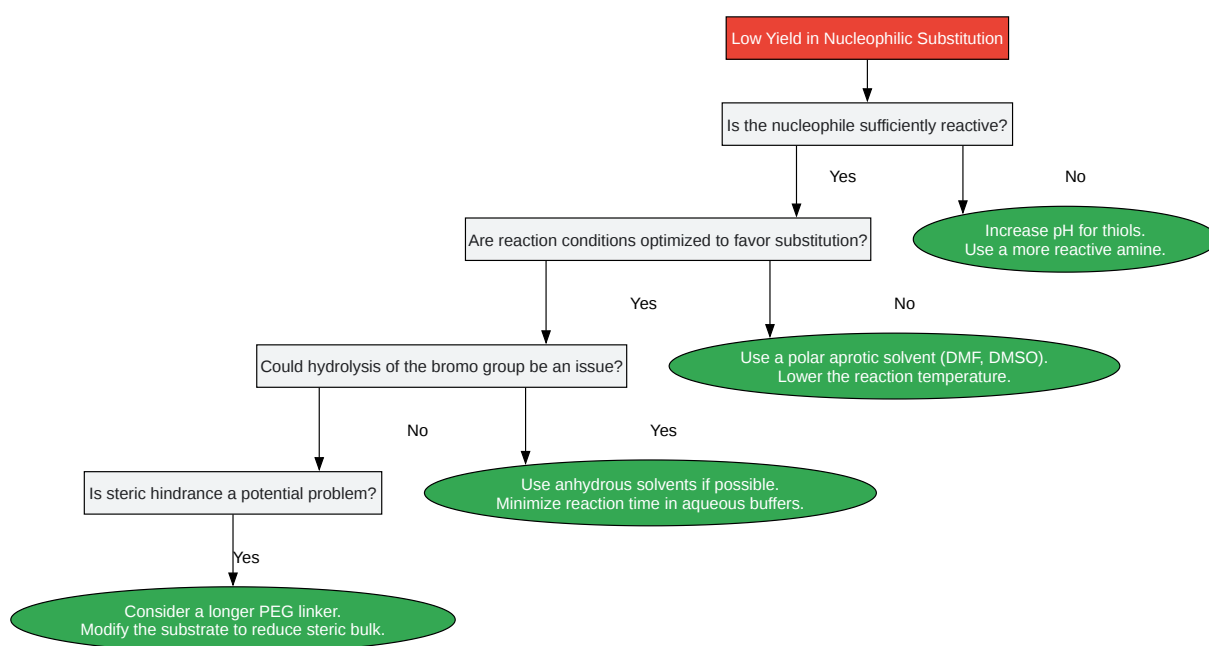 Low Yield in Nucleophilic Substitution
Is the nucleophile sufficiently reactive?
Yes
No
Increase pH for thiols.
Use a more reactive amine.
Are reaction conditions optimized to favor substitution?
Yes
No
Use a polar aprotic solvent (DMF, DMSO).
Lower the reaction temperature.
Could hydrolysis of the bromo group be an issue?
No
Yes
Use anhydrous solvents if possible.
Minimize reaction time in aqueous buffers.
Is steric hindrance a potential problem?
Yes
Consider a longer PEG linker.
Modify the substrate to reduce steric bulk.